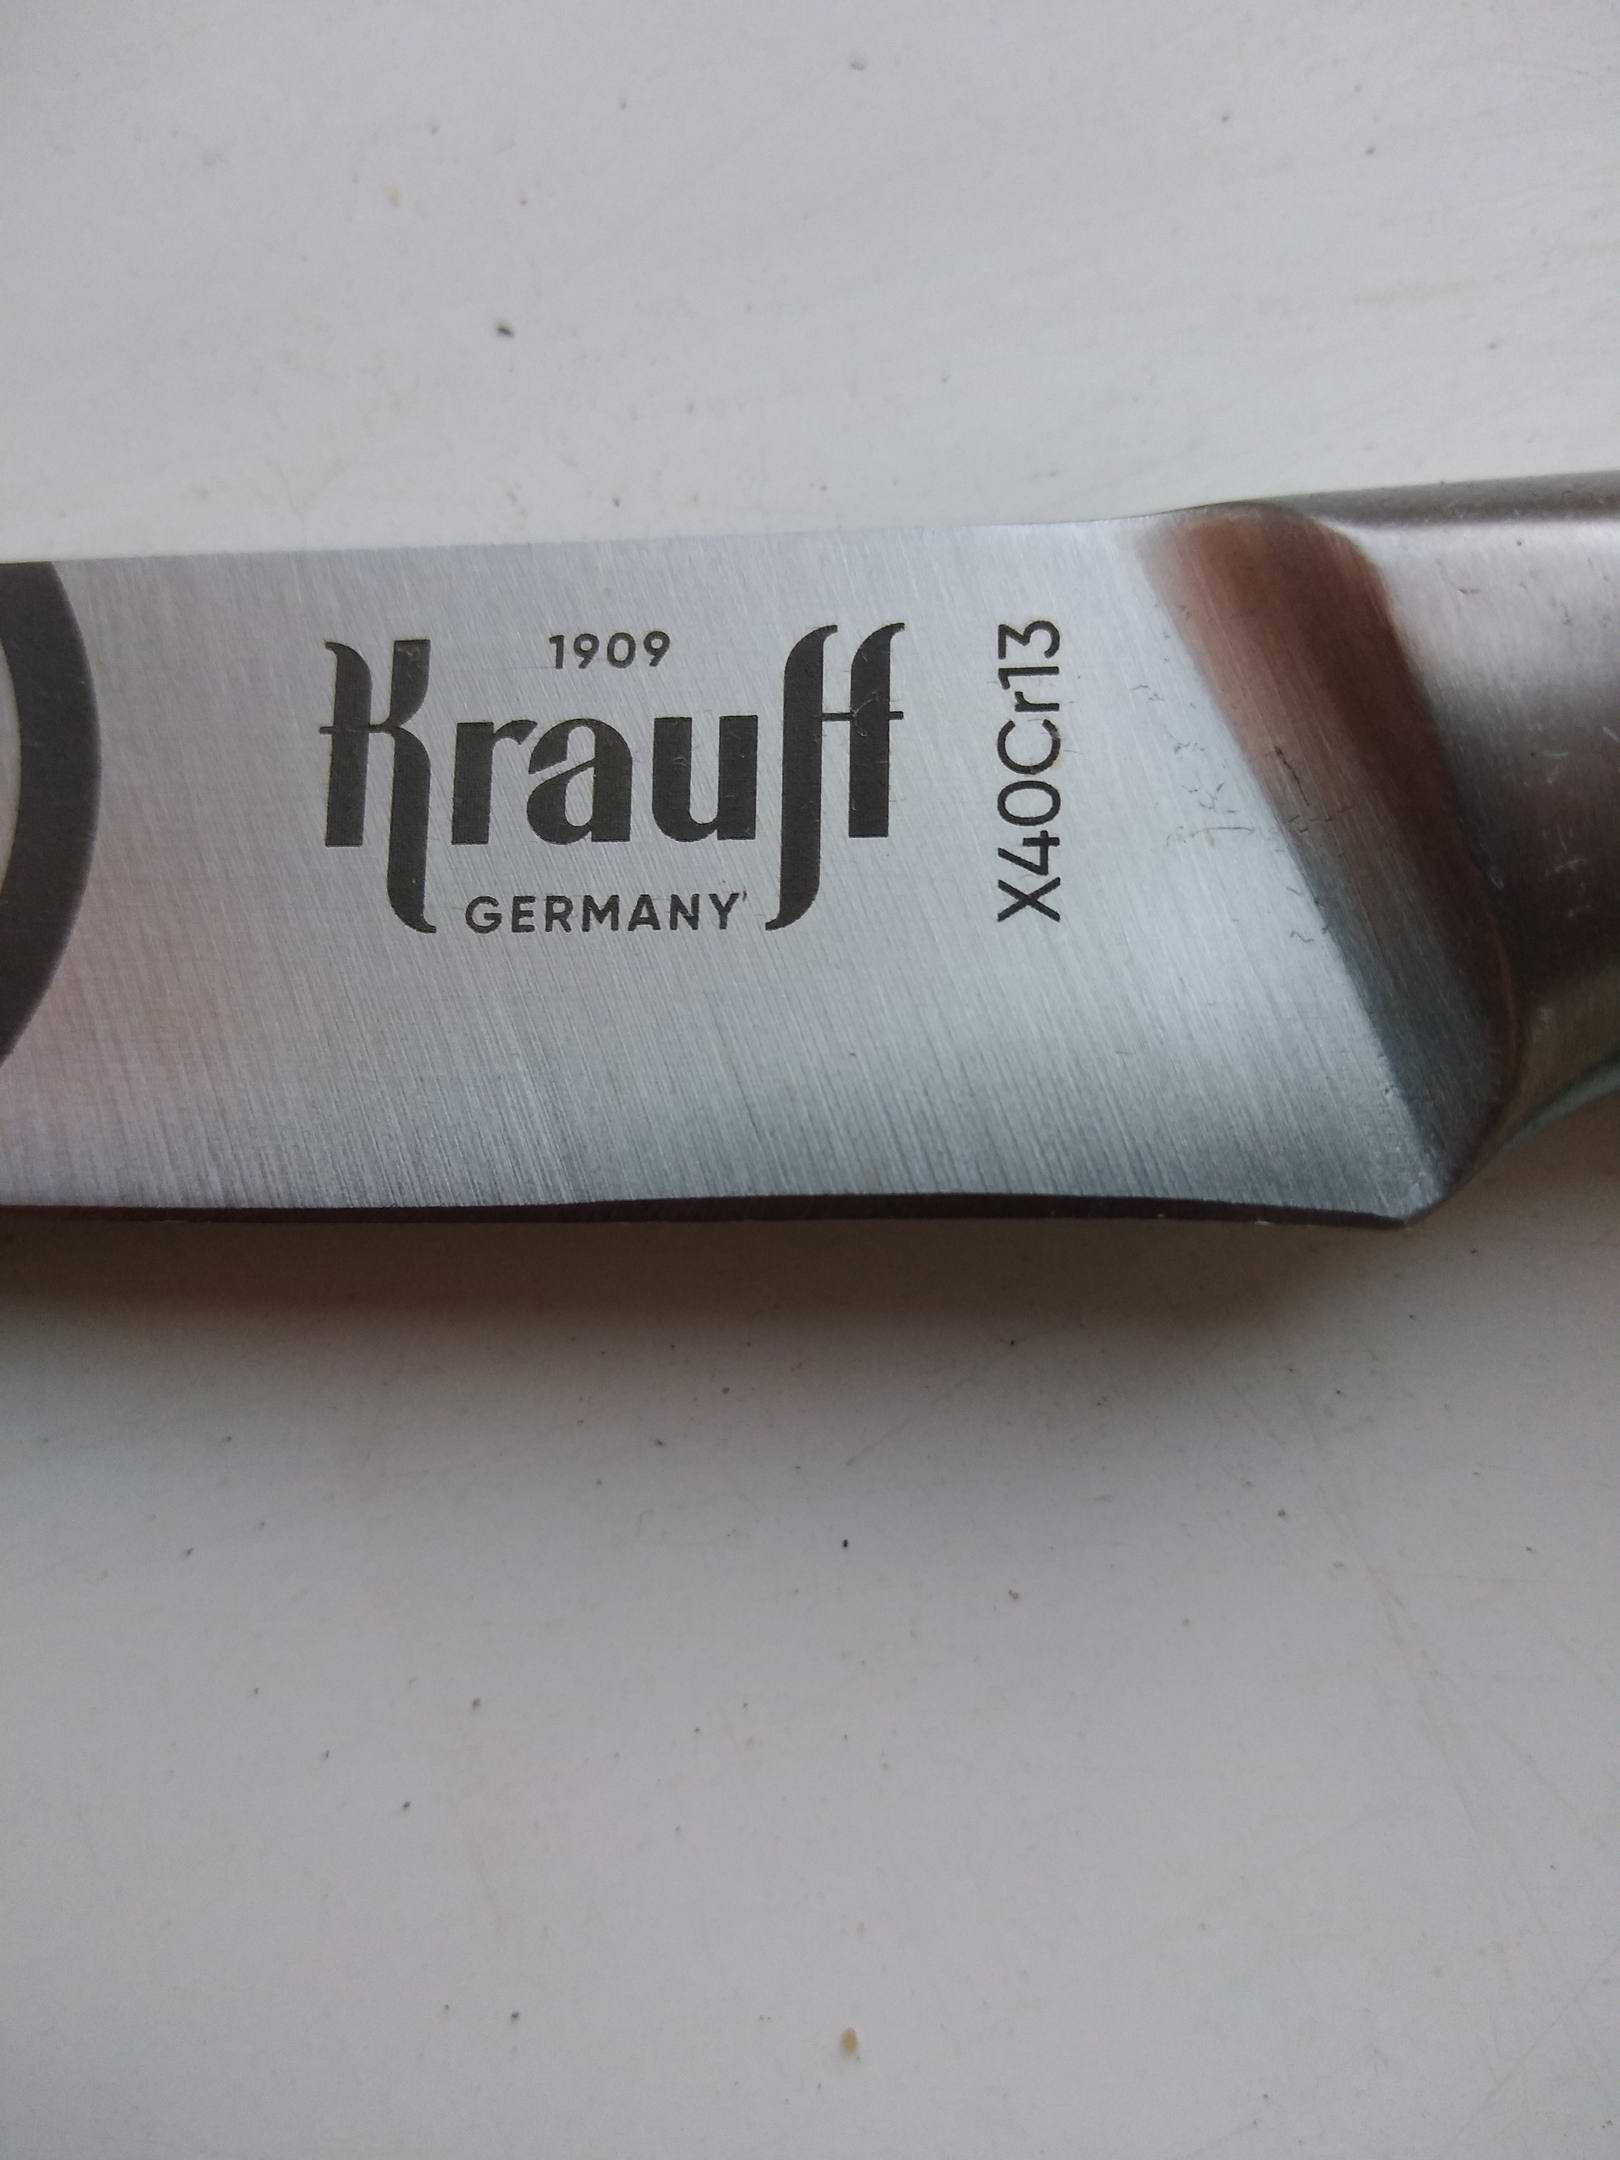 1909
Krauff
GERMANY
X40Cr13